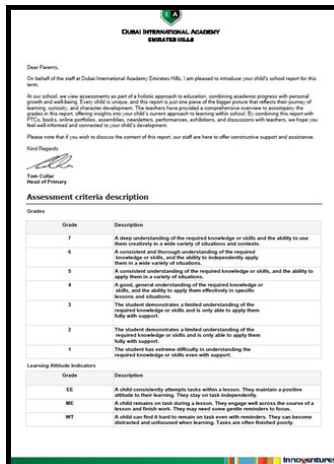 DUBAI INTERNATIONAL ACADEMY
EMIRATES HILLS
Dear Parents,
On behalf of the staff at Dubai International Academy Emirates Hills, I am pleased to introduce your child's school report for this
term.
At our school, we view assessments as part of a holistic approach to education, combining academic progress with personal
growth and well-being. Every child is unique, and this report is just one piece of the bigger picture that reflects their journey of
learning, curiosity, and character development. The teachers have provided a comprehensive overview to accompany the
grades in this report, offering insights into your child's current approach to learning within school. By combining this report with
PTCs, books, online portfolios, assemblies, newsletters, performances, exhibitions, and discussions with teachers, we hope you
feel well-informed and connected to your child's development.
Please note that if you wish to discuss the content of this report, our staff are here to offer constructive support and assistance.
Kind Regards
Tom Collar
Head of Primary
Assessment criteria description
Grades
Grade Description
7 A deep understanding of the required knowledge or skills and the ability to use
them creatively in a wide variety of situations and contexts.
6 A consistent and thorough understanding of the required
knowledge or skills, and the ability to independently apply
them in a wide variety of situations.
5 A consistent understanding of the required knowledge or skills, and the ability to
apply them in a variety of situations.
4 A good, general understanding of the required knowledge or
skills, and the ability to apply them effectively in specific
lessons and situations.
3 The student demonstrates a limited understanding of the
required knowledge or skills and is only able to apply them
fully with support.
2 The student demonstrates a limited understanding of the
required knowledge or skills and is only able to apply them
fully with support.
1 The student has extreme difficulty in understanding the
required knowledge or skills even with support.
Learning Attitude Indicators
Grade Description
EE A child consistently attempts tasks within a lesson. They maintain a positive
attitude to their learning. They stay on task independently.
ME A child remains on task during a lesson. They engage well across the course of a
lesson and finish work. They may need some gentle reminders to focus.
WT A child can find it hard to remain on task even with reminders. They can become
distracted and unfocused when learning. Tasks are often finished poorly.
Innoventures